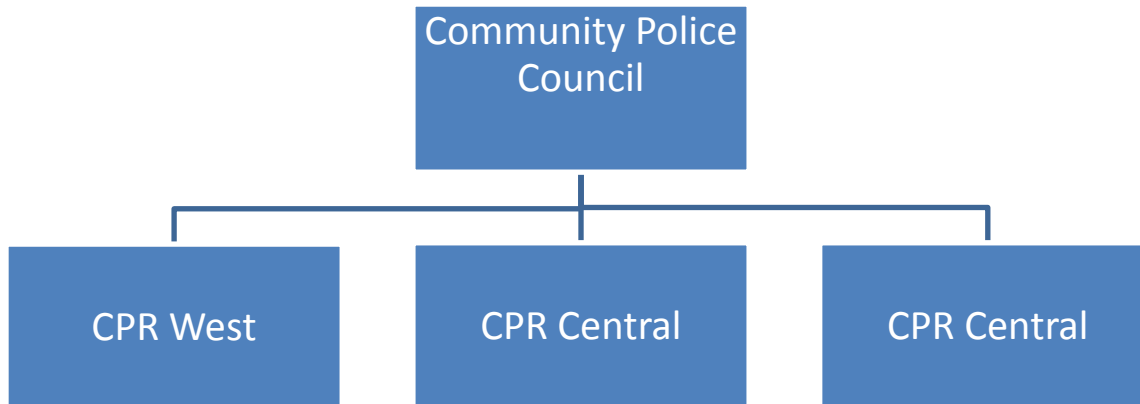 Community Police
Council
CPR West
CPR Central
CPR Central